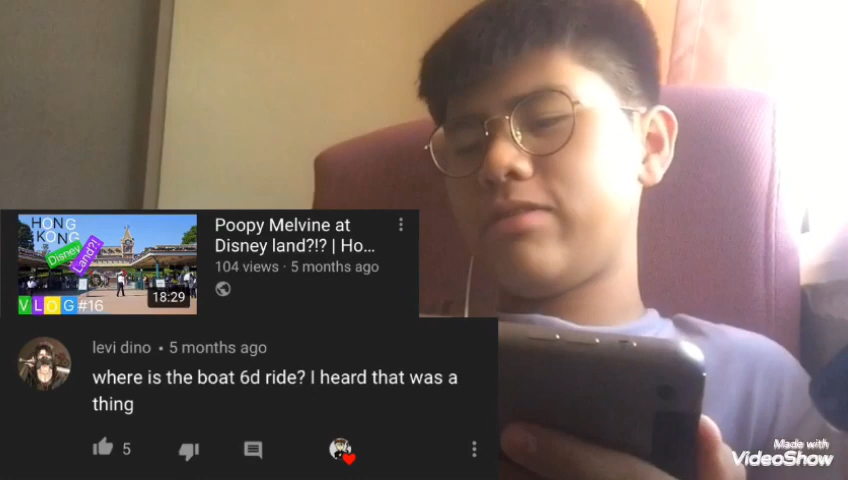 HONG
KONG
Disney
Land?!
VLOG #16
18:29
Poopy Melvine at
Disney land?!? | Ho...
104 views · 5 months ago
levi dino • 5 months ago
where is the boat 6d ride? I heard that was a
thing
5
Made with
VideoShow